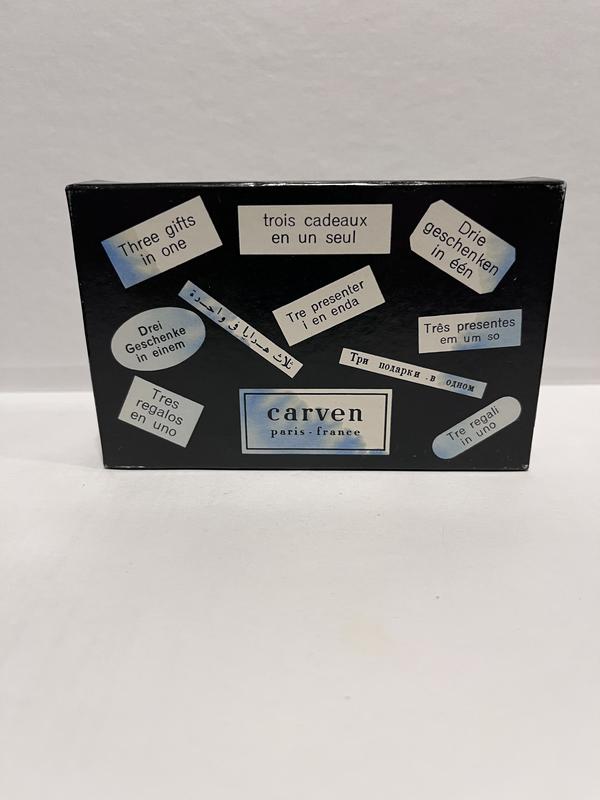 Three gifts
in one
trois cadeaux
en un seul
Drie
geschenken
in één
ثلاث هدايا في واحدة
Tre presenter
i en enda
Drei
Geschenke
in einem
Três presentes
em um so
Три подарки - в одном
Tres
regalos
en uno
carven
paris - france
Tre regali
in uno